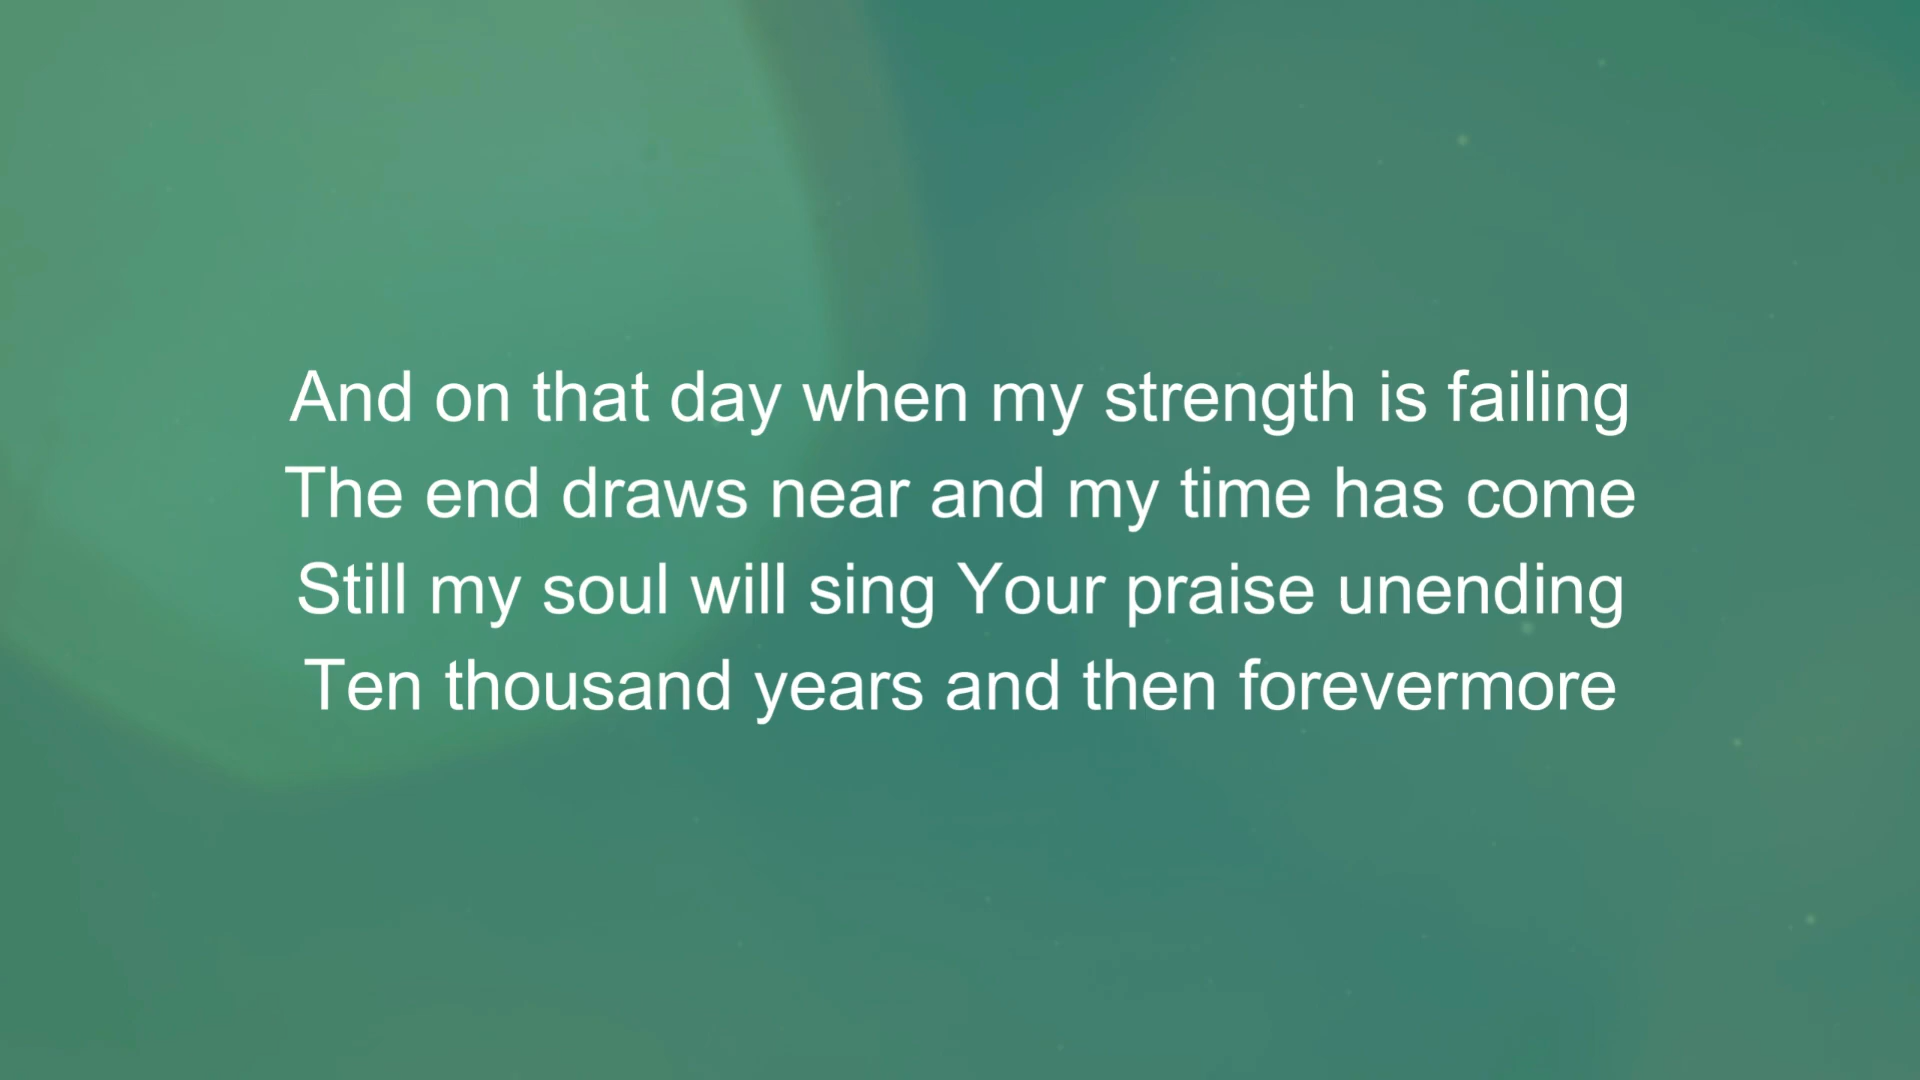 And on that day when my strength is failing
The end draws near and my time has come
Still my soul will sing Your praise unending
Ten thousand years and then forevermore